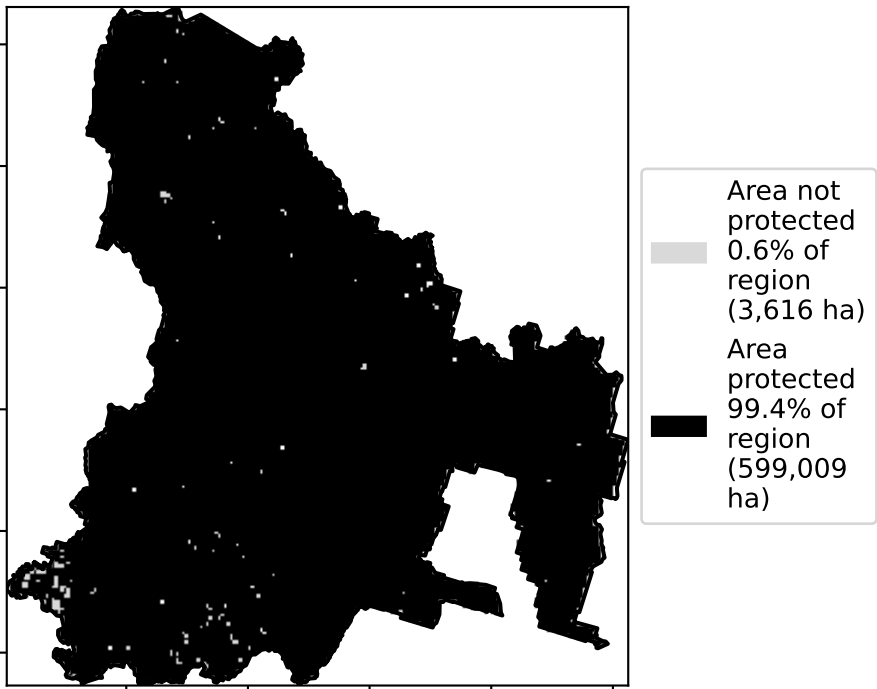 Area not
protected
0.6% of
region
(3,616 ha)
Area
protected
99.4% of
region
(599,009
ha)